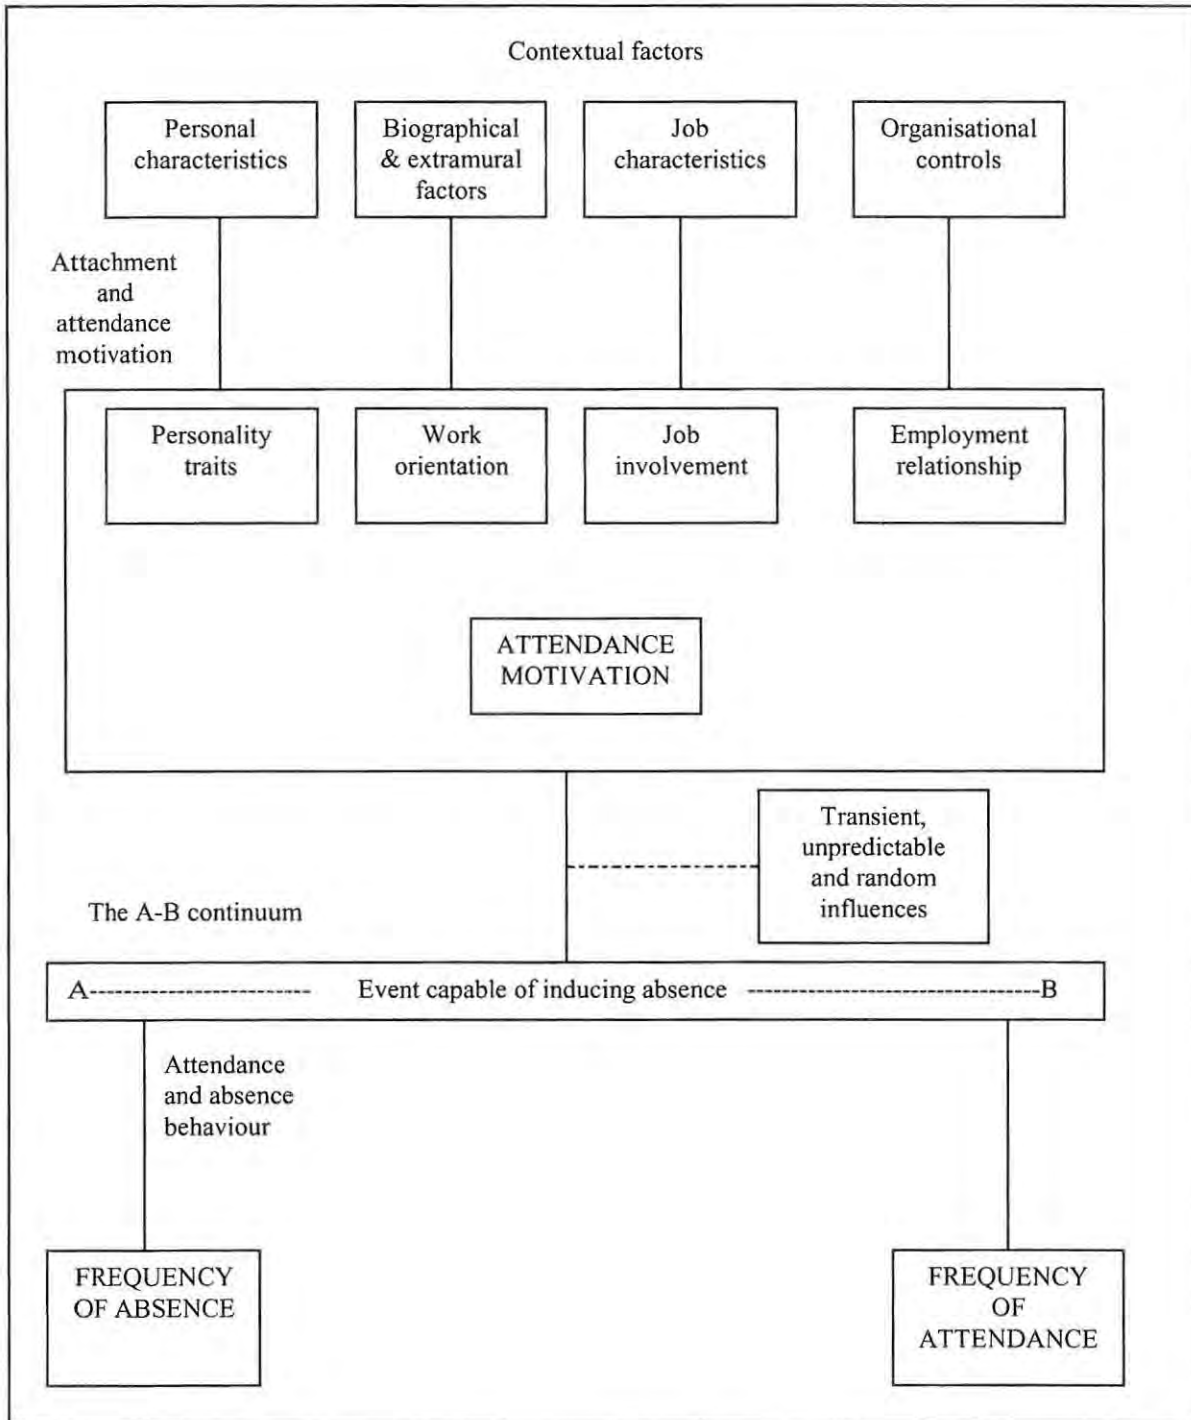 Contextual factors
Personal
characteristics
Biographical
& extramural
factors
Job
characteristics
Organisational
controls
Attachment
and
attendance
motivation
Personality
traits
Work
orientation
Job
involvement
Employment
relationship
ATTENDANCE
MOTIVATION
Transient,
unpredictable
and random
influences
The A-B continuum
A Event capable of inducing absence B
Attendance
and absence
behaviour
FREQUENCY
OF ABSENCE
FREQUENCY
OF
ATTENDANCE